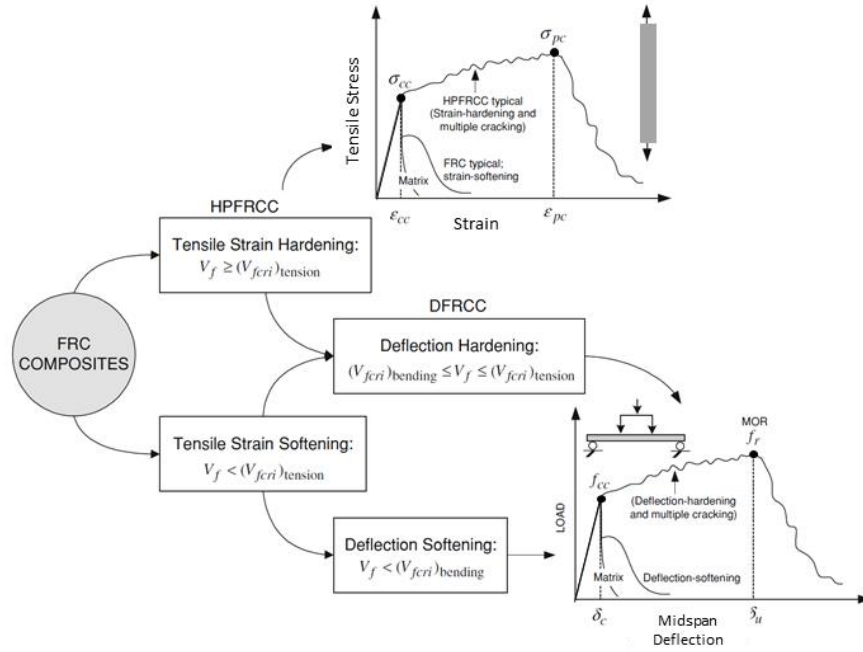 Tensile Stress
σcc
σpc
HPFRCC typical
(Strain-hardening and
multiple cracking)
FRC typical;
strain-softening
Matrix
εcc
Strain
εpc
HPFRCC
Tensile Strain Hardening:
Vf ≥ (Vfcri)tension
FRC
COMPOSITES
DFRCC
Deflection Hardening:
(Vfcri)bending ≤ Vf ≤ (Vfcri)tension
Tensile Strain Softening:
Vf < (Vfcri)tension
Deflection Softening:
Vf < (Vfcri)bending
LOAD
fcc
MOR
fr
(Deflection-hardening
and multiple cracking)
Matrix
Deflection-softening
δc
Midspan
Deflection
δu